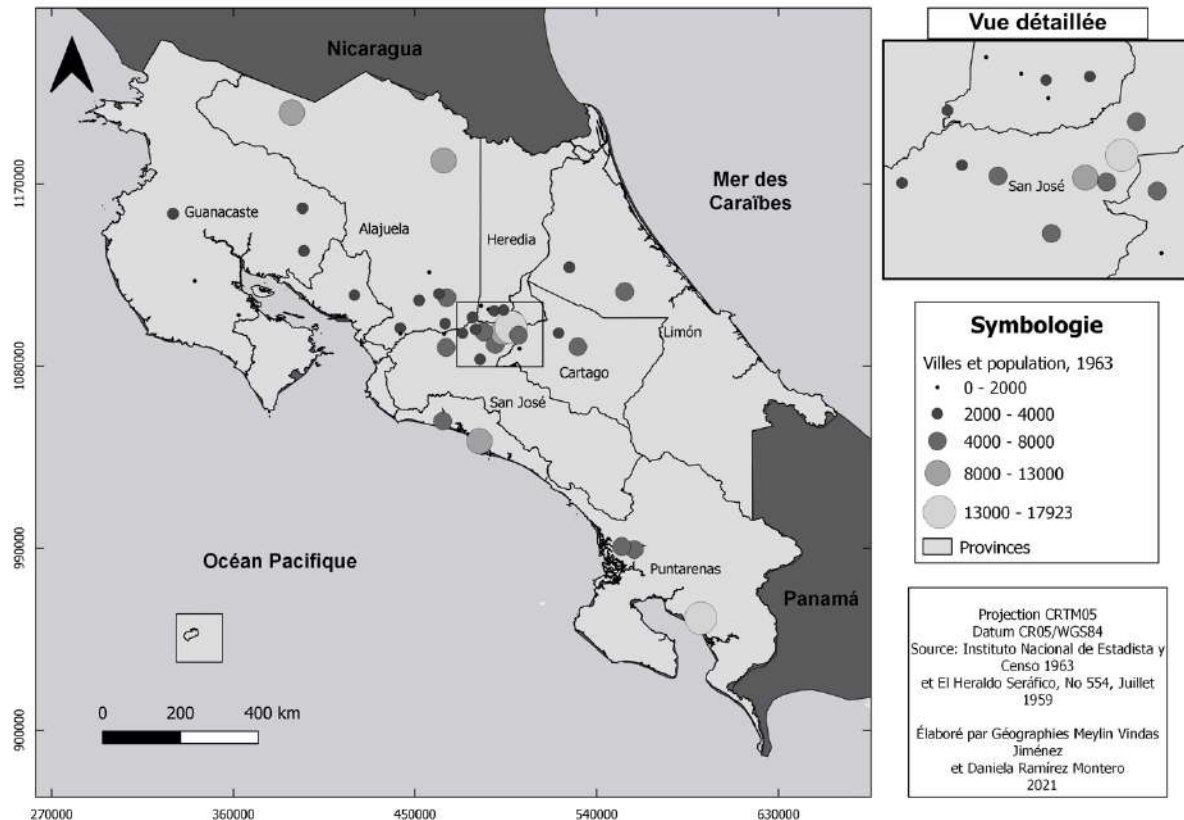 Nicaragua
Mer des
Caraïbes
Guanacaste
Alajuela
Heredia
Limón
Cartago
San José
Océan Pacifique
Puntarenas
Panamá
0 200 400 km
1170000
1080000
990000
900000
270000 360000 450000 540000 630000
Vue détaillée
San José
Symbologie
Villes et population, 1963
0 - 2000
2000 - 4000
4000 - 8000
8000 - 13000
13000 - 17923
Provinces
Projection CRTM05
Datum CR05/WGS84
Source: Instituto Nacional de Estadista y
Censo 1963
et El Heraldo Seráfico, No 554, Juillet
1959
Élaboré par Géographies Meylin Vindas
Jiménez
et Daniela Ramírez Montero
2021